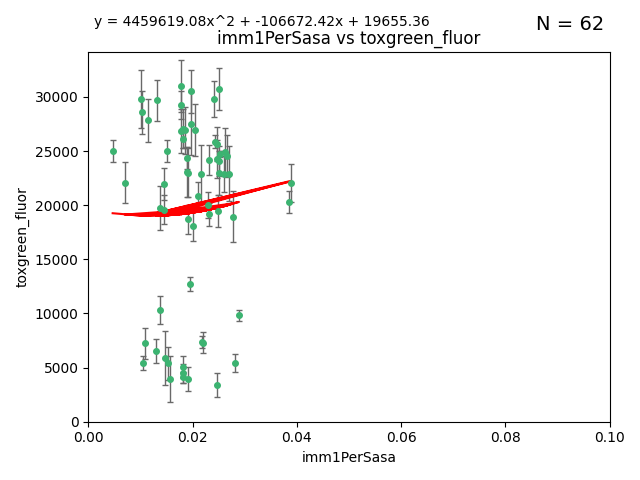 y = 4459619.08x^2 + -106672.42x + 19655.36
N = 62
imm1PerSasa vs toxgreen_fluor
toxgreen_fluor
30000
25000
20000
15000
10000
5000
0
0.00 0.02 0.04 0.06 0.08 0.10
imm1PerSasa